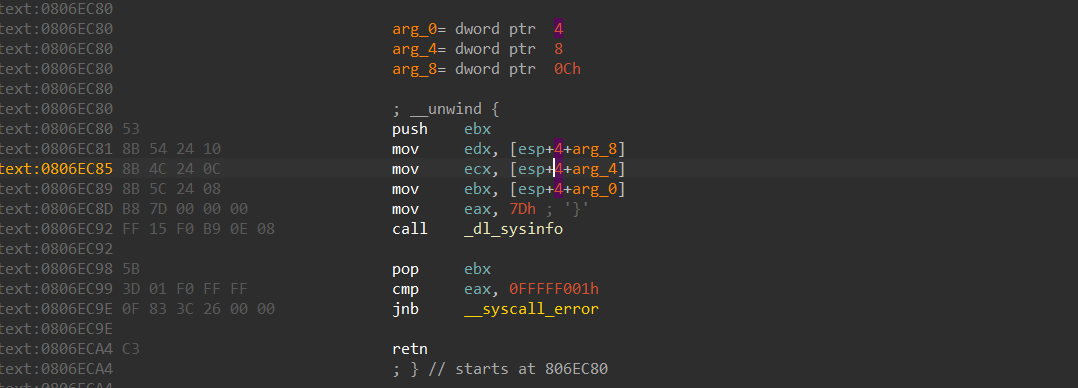 text:0806EC80
text:0806EC80 arg_0= dword ptr  4
text:0806EC80 arg_4= dword ptr  8
text:0806EC80 arg_8= dword ptr  0Ch
text:0806EC80
text:0806EC80 ; __unwind {
text:0806EC80 53 push    ebx
text:0806EC81 8B 54 24 10 mov     edx, [esp+4+arg_8]
text:0806EC85 8B 4C 24 0C mov     ecx, [esp+4+arg_4]
text:0806EC89 8B 5C 24 08 mov     ebx, [esp+4+arg_0]
text:0806EC8D B8 7D 00 00 00 mov     eax, 7Dh ; '}'
text:0806EC92 FF 15 F0 B9 0E 08 call    _dl_sysinfo
text:0806EC92
text:0806EC98 5B pop     ebx
text:0806EC99 3D 01 F0 FF FF cmp     eax, 0FFFFF001h
text:0806EC9E 0F 83 3C 26 00 00 jnb     __syscall_error
text:0806EC9E
text:0806ECA4 C3 retn
text:0806ECA4 ; } // starts at 806EC80
text:0806ECA4